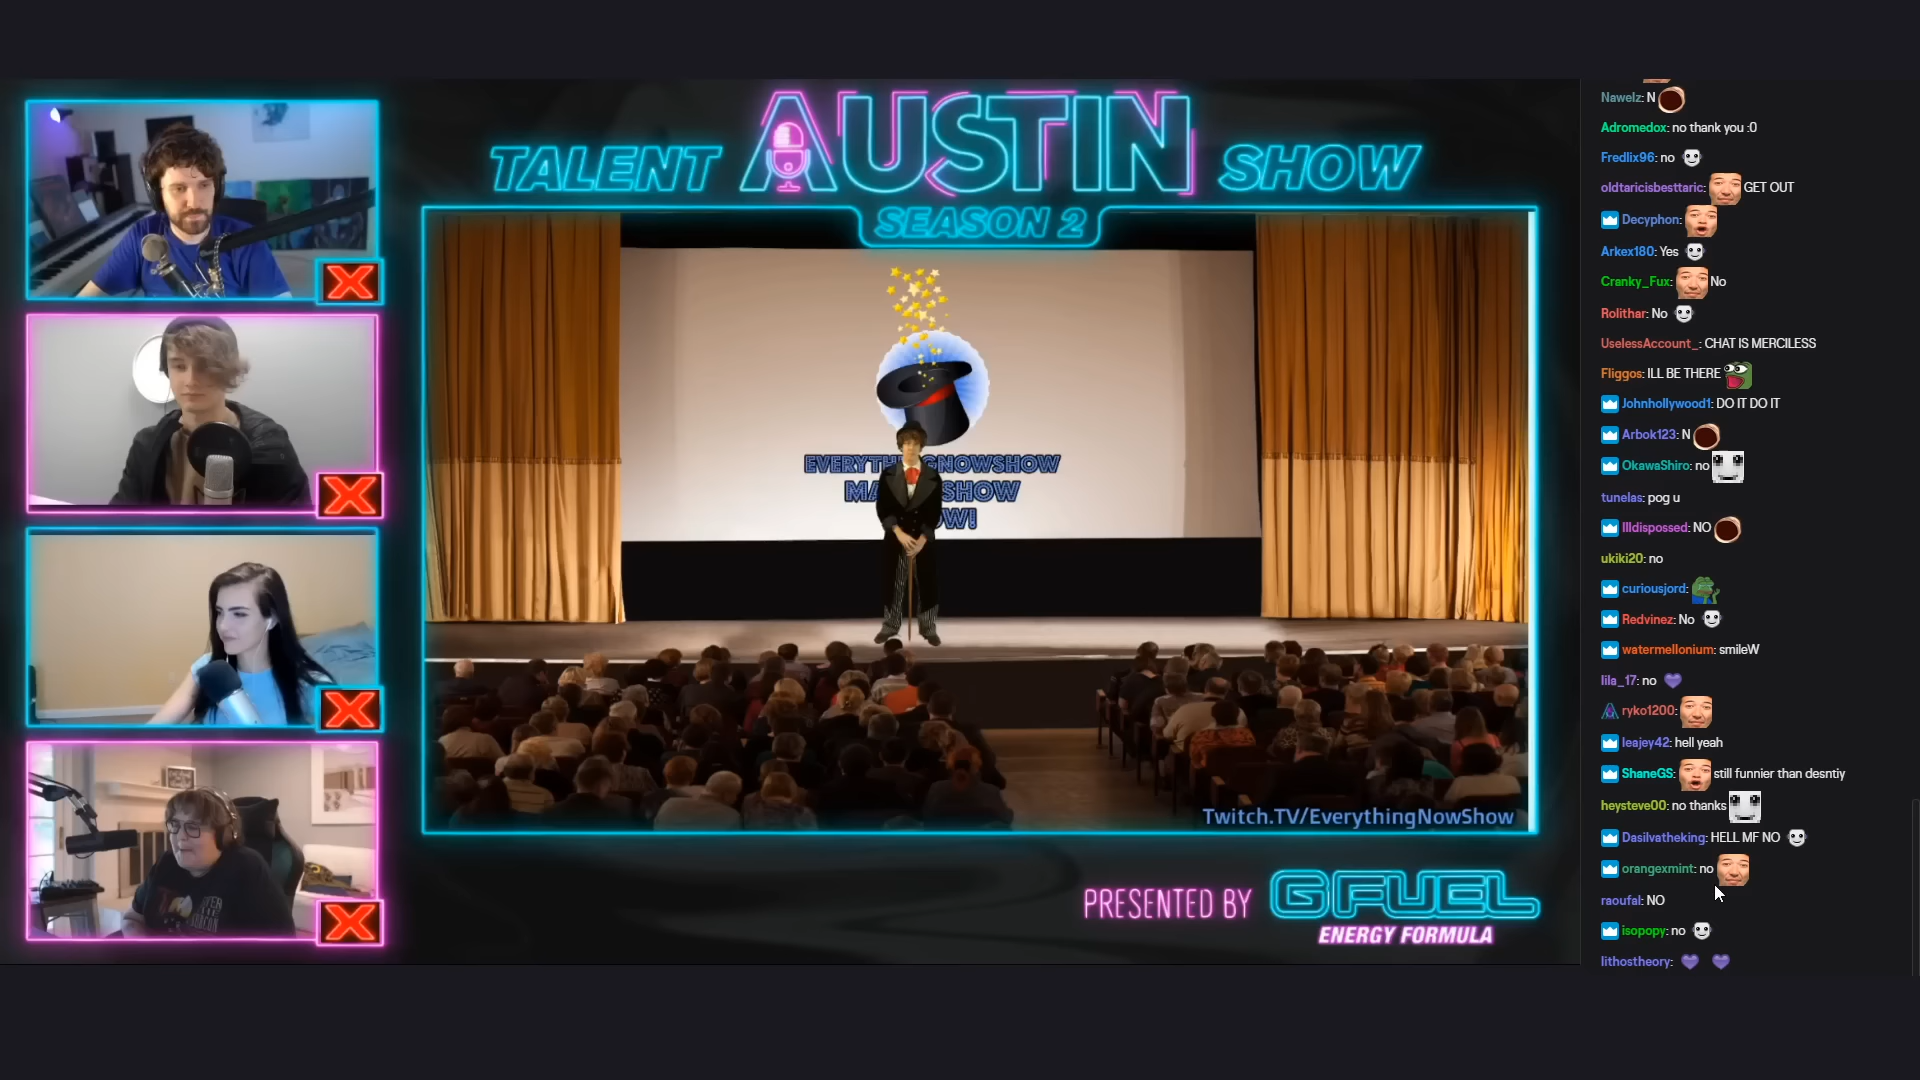 TALENT AUSTIN SHOW
SEASON 2
EVERYTHINGNOWSHOW
SHOW
Twitch.TV/EverythingNowShow
PRESENTED BY GFUEL
ENERGY FORMULA
Nawelz: N
Adromedox: no thank you :0
Fredlix96: no
oldtaricisbesttaric: GET OUT
Decyphon:
Arkex180: Yes
Cranky_Fux: No
Rolithar: No
UselessAccount_: CHAT IS MERCILESS
Fliggos: ILL BE THERE
Johnhollywood1: DO IT DO IT
Arbok123: N
OkawaShiro: no
tunelas: pog u
Illdispossed: NO
ukiki20: no
curiousjord:
Redvinez: No
watermellonium: smileW
lila_17: no
ryko1200:
leajey42: hell yeah
ShaneGS: still funnier than desntiy
heysteve00: no thanks
Dasilvatheking: HELL MF NO
orangexmint: no
raoufal: NO
isopopy: no
lithostheory: